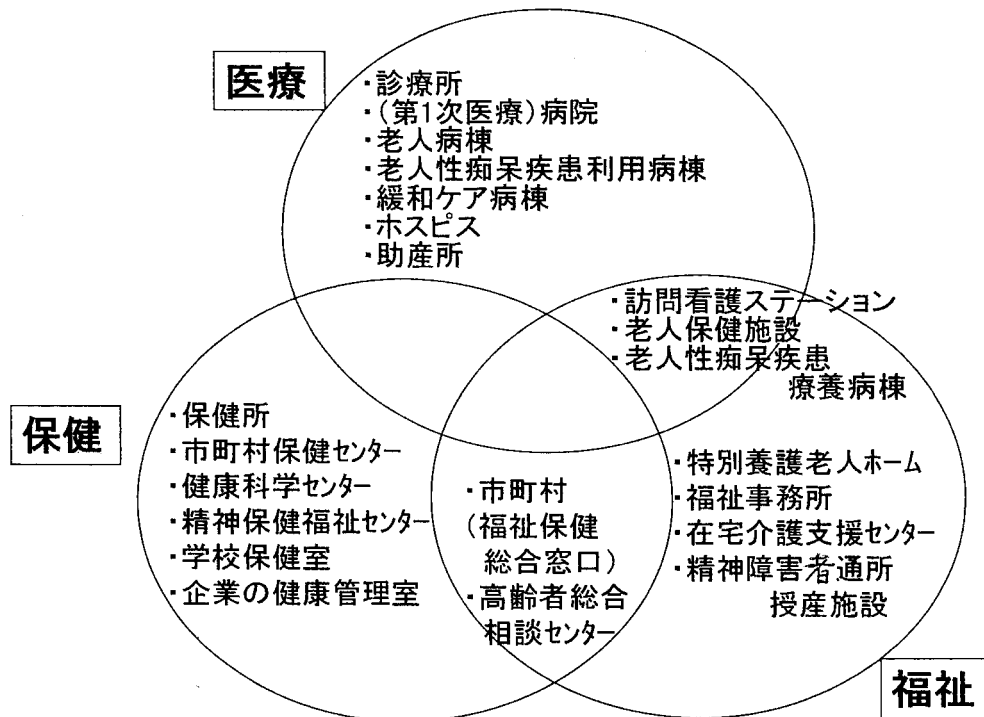 医療
・診療所
・(第1次医療)病院
・老人病棟
・老人性痴呆疾患利用病棟
・緩和ケア病棟
・ホスピス
・助産所
・訪問看護ステーション
・老人保健施設
・老人性痴呆疾患
療養病棟
保健
・保健所
・市町村保健センター
・健康科学センター
・精神保健福祉センター
・学校保健室
・企業の健康管理室
・市町村
(福祉保健
総合窓口)
・高齢者総合
相談センター
・特別養護老人ホーム
・福祉事務所
・在宅介護支援センター
・精神障害者通所
授産施設
福祉